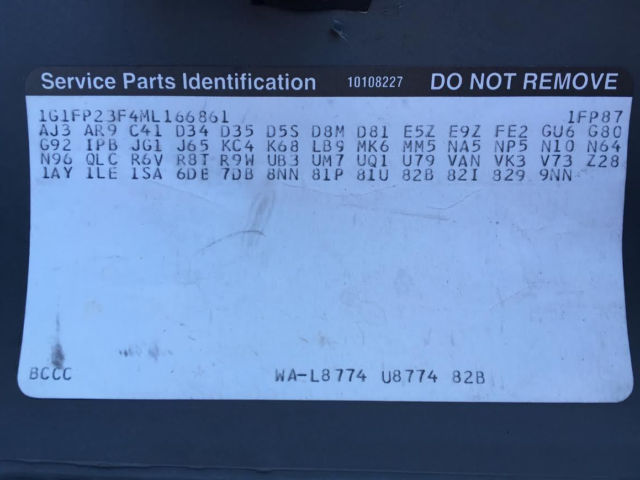 Service Parts Identification 10108227 DO NOT REMOVE
1G1FP23F4ML166861 1FP87
AJ3 AR9 C41 D34 D35 D5S D8M D81 E5Z E9Z FE2 GU6 G80
G92 IPB JG1 J65 KC4 K68 LB9 MK6 MM5 NA5 NP5 N10 N64
N96 QLC R6V R8T R9W UB3 UM7 UQ1 U79 VAN VK3 V73 Z28
1AY 1LE 1SA 6DE 7DB 8NN 81P 81U 82B 82I 829 9NN
BCCC WA-L8774 U8774 82B